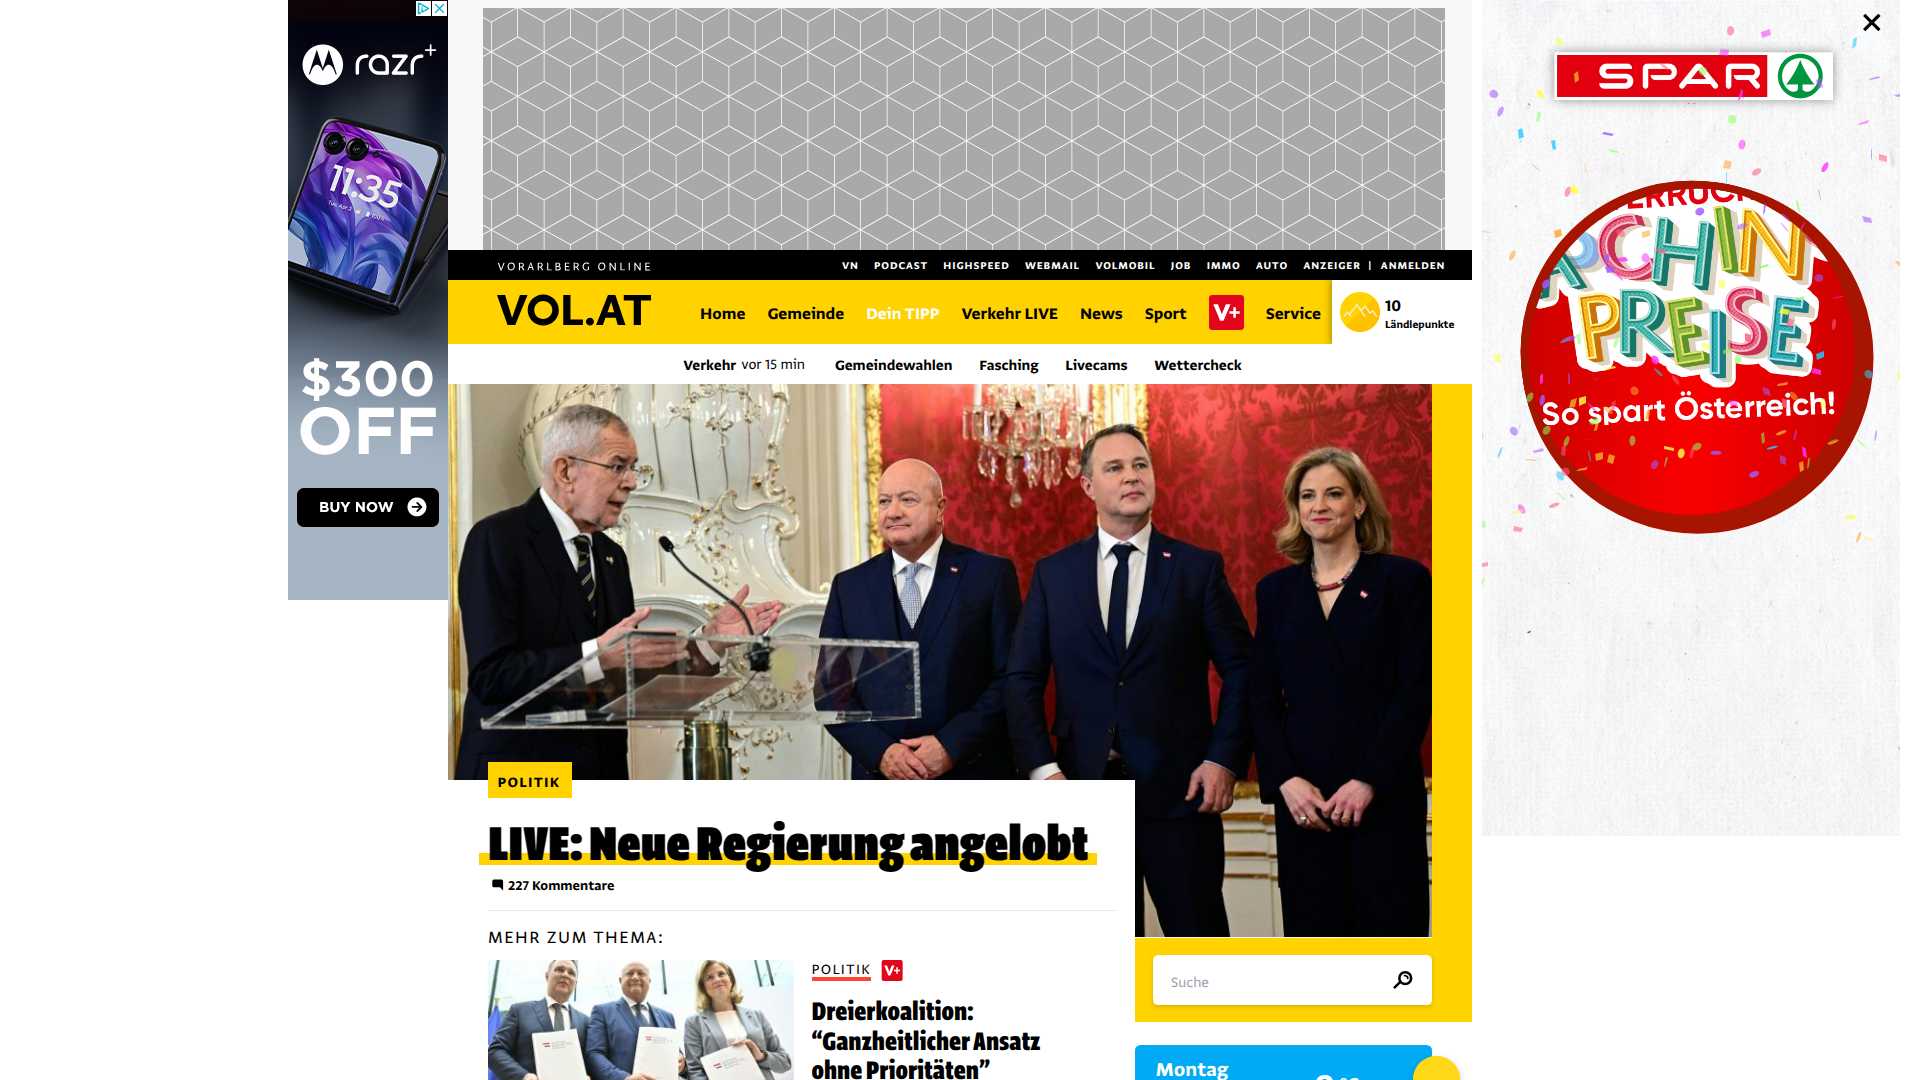 razr+
11:35
$300
OFF
BUY NOW
SPAR
PREISE
So spart Österreich!
VORARLBERG ONLINE
VN PODCAST HIGHSPEED WEBMAIL VOLMOBIL JOB IMMO AUTO ANZEIGER | ANMELDEN
VOL.AT
Home Gemeinde Dein TIPP Verkehr LIVE News Sport V+ Service
10
Ländlepunkte
Verkehr vor 15 min Gemeindewahlen Fasching Livecams Wettercheck
POLITIK
LIVE: Neue Regierung angelobt
227 Kommentare
MEHR ZUM THEMA:
POLITIK V+
Dreierkoalition:
“Ganzheitlicher Ansatz
ohne Prioritäten”
Suche
Montag